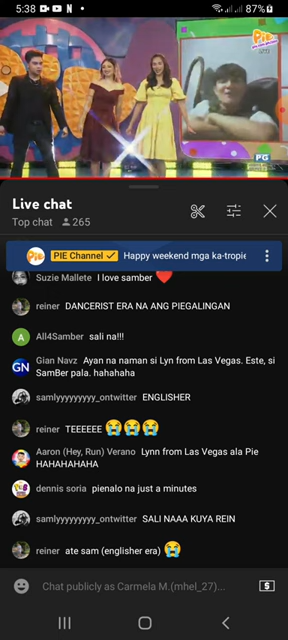 5:38
87%
Pie
PG
Live chat
Top chat 265
PIE Channel Happy weekend mga ka-tropie
Suzie Mallete I love samber ❤️
reiner DANCERIST ERA NA ANG PIEGALINGAN
A All4Samber sali na!!!
GN Gian Navz Ayan na naman si Lyn from Las Vegas. Este, si
SamBer pala. hahahaha
samlyyyyyyyyy_ontwitter ENGLISHER
reiner TEEEEEE 😭😭😭
Aaron (Hey, Run) Verano Lynn from Las Vegas ala Pie
HAHAHAHAHA
dennis soria pienalo na just a minutes
samlyyyyyyyyy_ontwitter SALI NAAA KUYA REIN
reiner ate sam (englisher era) 😭
Chat publicly as Carmela M.(mhel_27)...